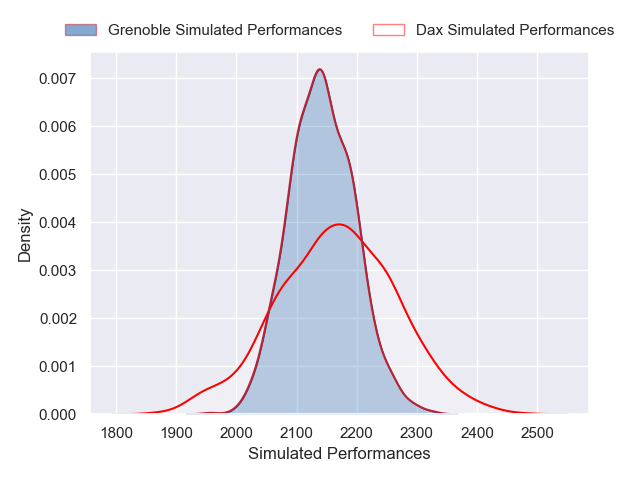 Grenoble Simulated Performances Dax Simulated Performances
0.007
0.006
0.005
0.004
0.003
0.002
0.001
0.000
Density
1800 1900 2000 2100 2200 2300 2400 2500
Simulated Performances